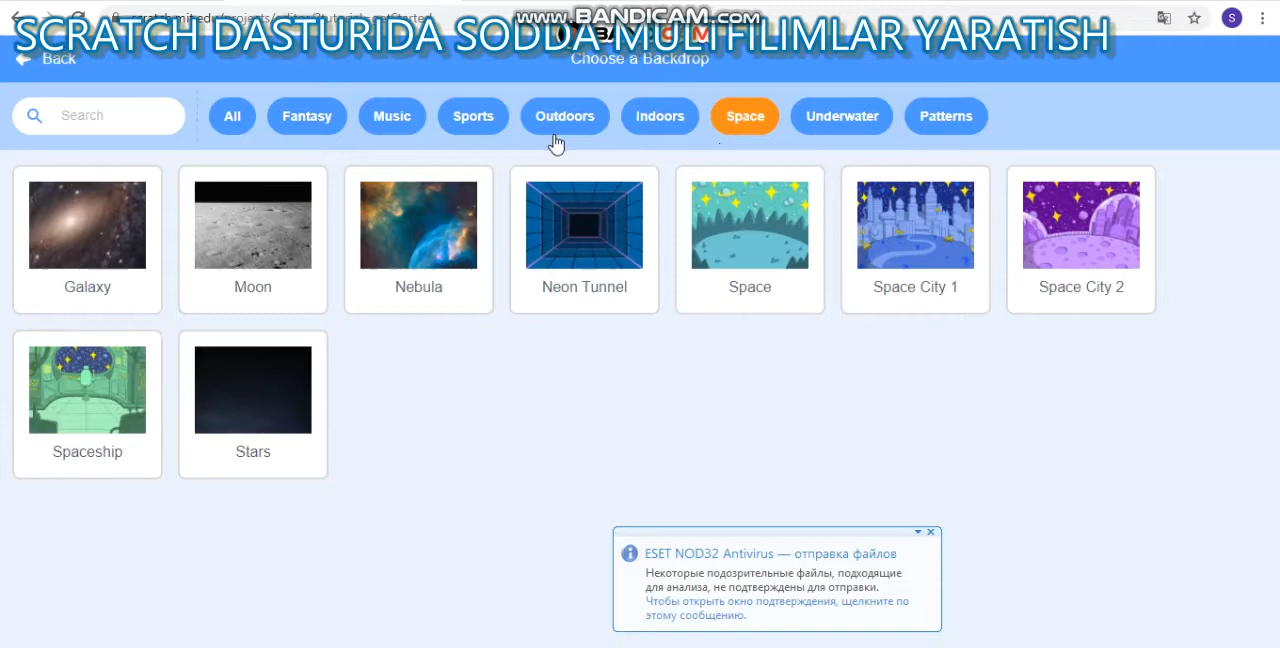 www.BANDICAM.com
SCRATCH DASTURIDA SODDA MULTFILIMLAR YARATISH
S
Back
Choose a Backdrop
Search
All
Fantasy
Music
Sports
Outdoors
Indoors
Space
Underwater
Patterns
Galaxy
Moon
Nebula
Neon Tunnel
Space
Space City 1
Space City 2
Spaceship
Stars
ESET NOD32 Antivirus — отправка файлов
Некоторые подозрительные файлы, подходящие
для анализа, не подтверждены для отправки.
Чтобы открыть окно подтверждения, щелкните по
этому сообщению.